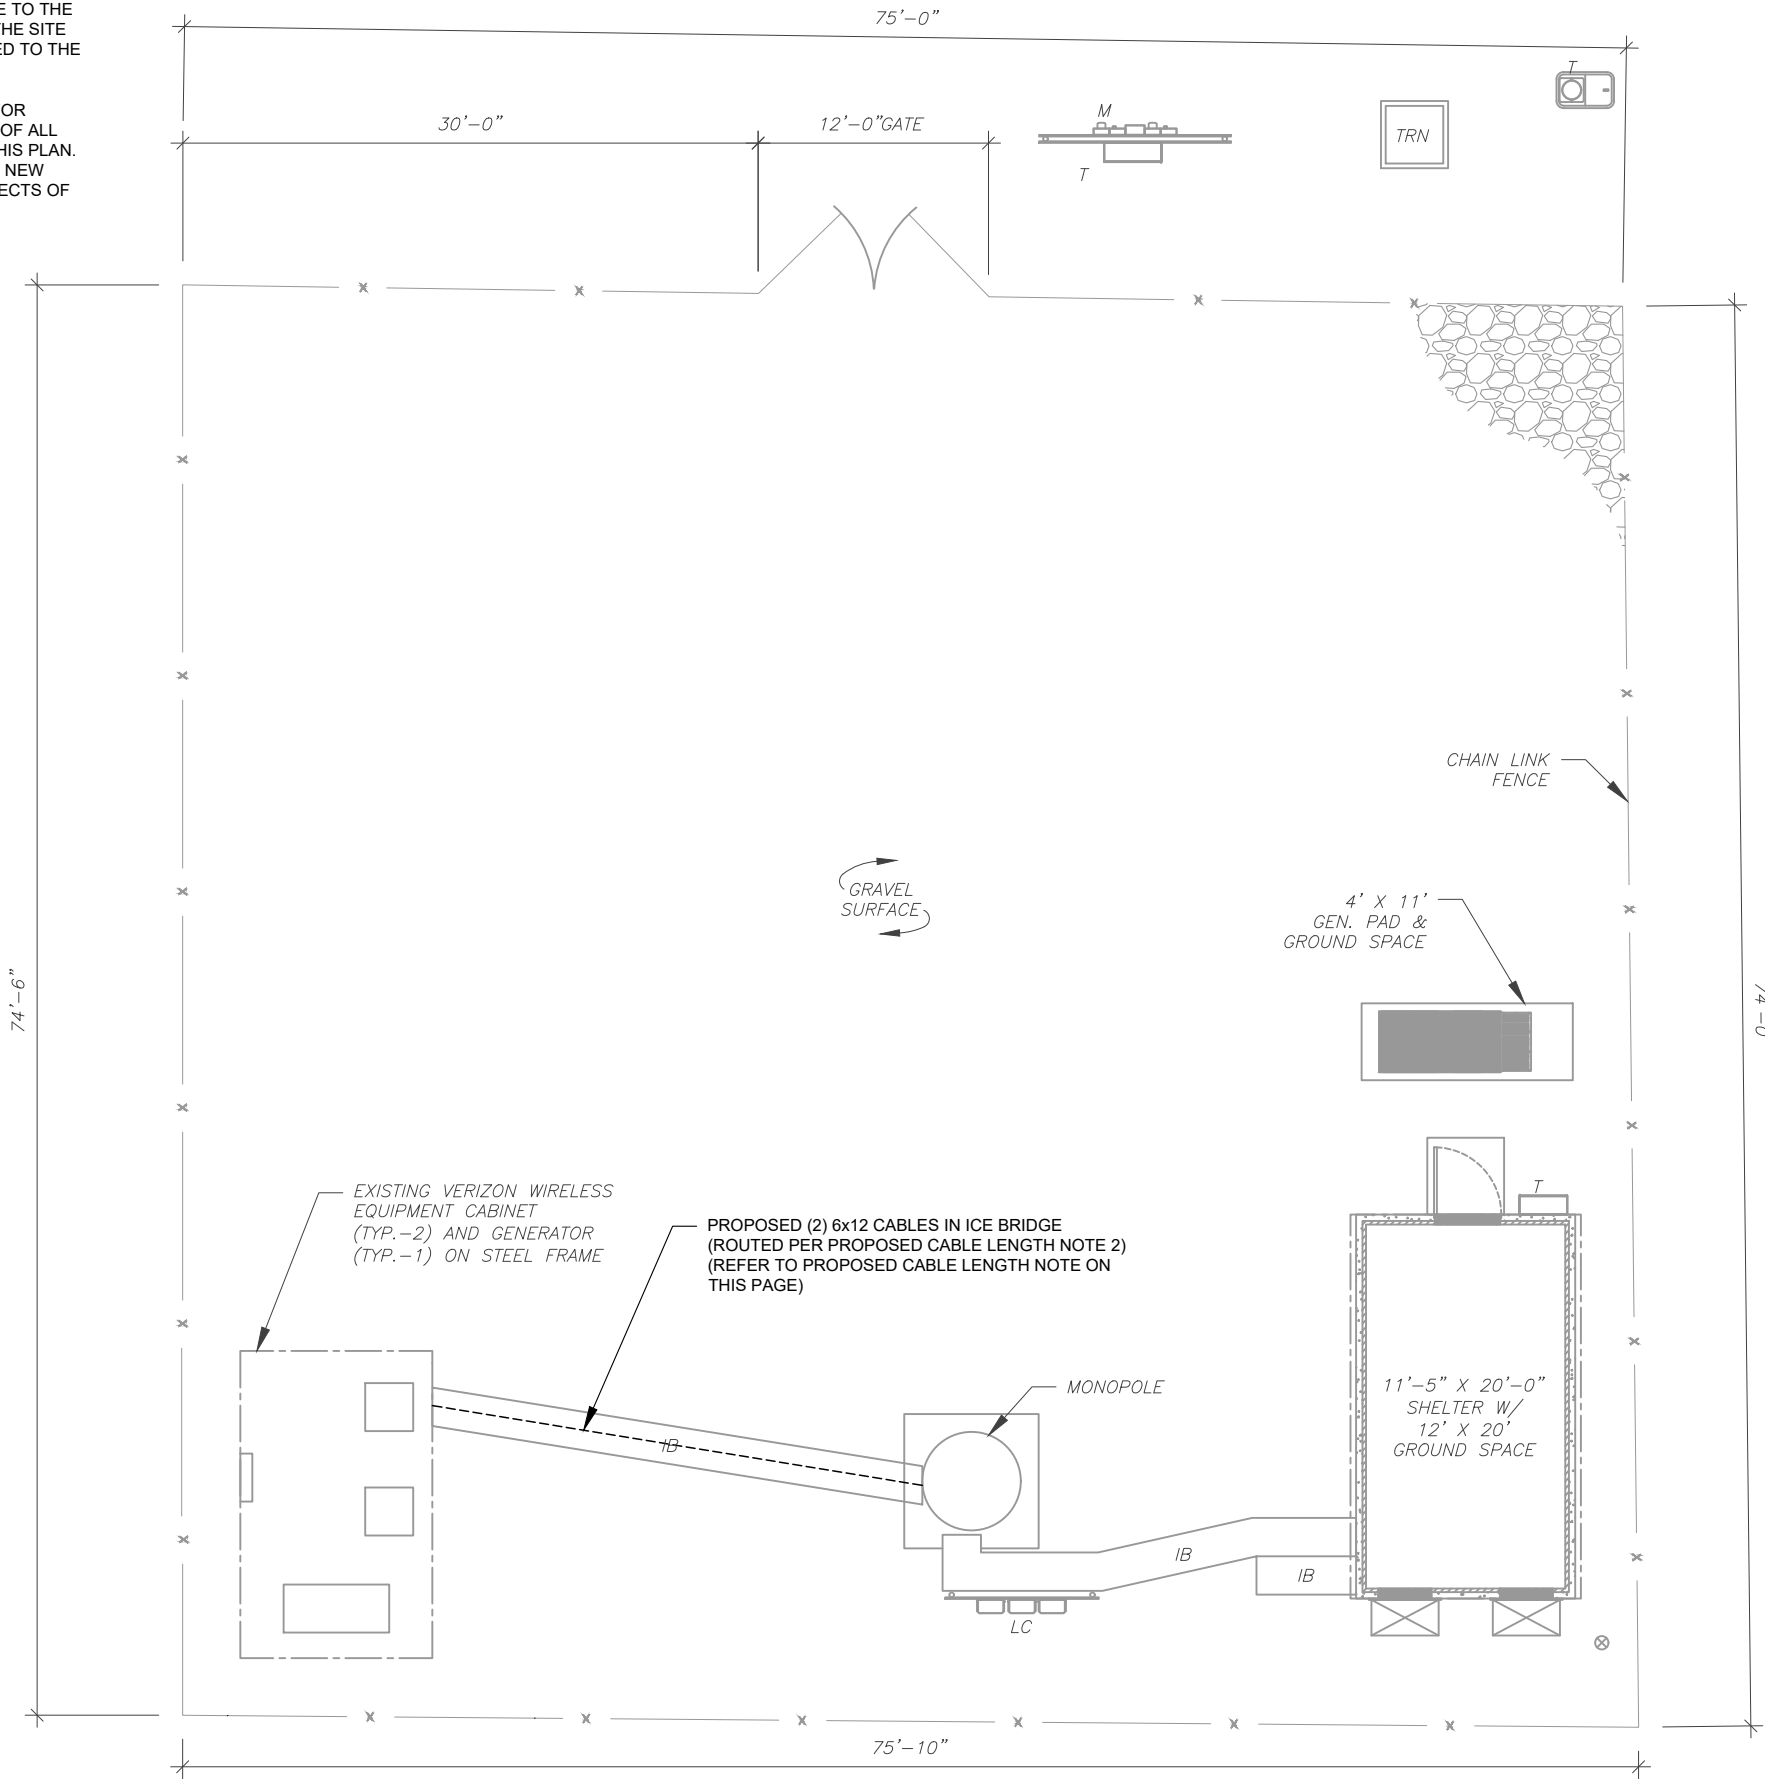 E TO THE
THE SITE
ED TO THE
OR
OF ALL
HIS PLAN.
NEW
ECTS OF
75'-0"
30'-0"
12'-0"GATE
M
T
TRN
T
CHAIN LINK
FENCE
GRAVEL
SURFACE
4' X 11'
GEN. PAD &
GROUND SPACE
74'-6"
74'-0"
EXISTING VERIZON WIRELESS
EQUIPMENT CABINET
(TYP.-2) AND GENERATOR
(TYP.-1) ON STEEL FRAME
PROPOSED (2) 6x12 CABLES IN ICE BRIDGE
(ROUTED PER PROPOSED CABLE LENGTH NOTE 2)
(REFER TO PROPOSED CABLE LENGTH NOTE ON
THIS PAGE)
T
MONOPOLE
11'-5" X 20'-0"
SHELTER W/
12' X 20'
GROUND SPACE
IB
IB
IB
LC
75'-10"